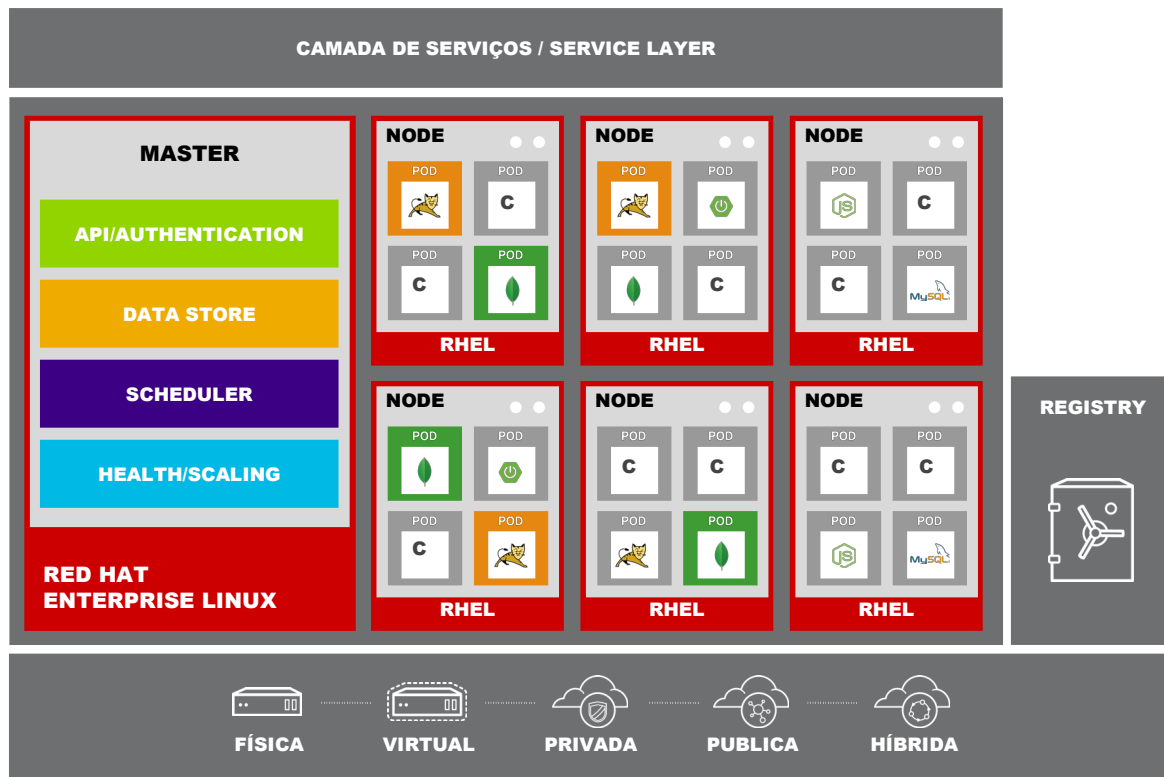 CAMADA DE SERVIÇOS / SERVICE LAYER
MASTER
API/AUTHENTICATION
DATA STORE
SCHEDULER
HEALTH/SCALING
RED HAT
ENTERPRISE LINUX
NODE
POD
POD
C
POD
POD
C
RHEL
NODE
POD
POD
POD
POD
C
RHEL
NODE
POD
POD
JS
C
POD
POD
C
MySQL
RHEL
NODE
POD
POD
POD
POD
C
RHEL
NODE
POD
POD
C
C
POD
POD
RHEL
NODE
POD
POD
C
C
POD
POD
JS
MySQL
RHEL
REGISTRY
FÍSICA
VIRTUAL
PRIVADA
PUBLICA
HÍBRIDA